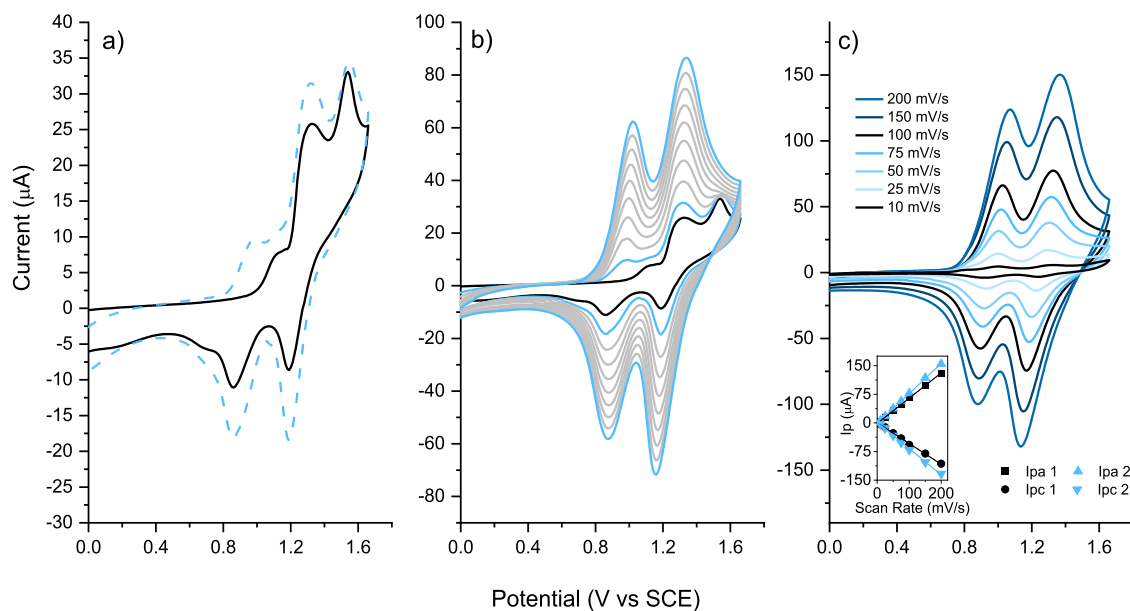 a)
40
35
30
25
20
15
10
5
0
-5
-10
-15
-20
-25
-30
0.0 0.4 0.8 1.2 1.6
Current (μA)
b)
100
80
60
40
20
0
-20
-40
-60
-80
0.0 0.4 0.8 1.2 1.6
c)
150
100
50
0
-50
-100
-150
0.0 0.4 0.8 1.2 1.6
200 mV/s
150 mV/s
100 mV/s
75 mV/s
50 mV/s
25 mV/s
10 mV/s
Ip (μA)
150
75
0
-75
-150
0 100 200
Scan Rate (mV/s)
Ipa 1 Ipa 2
Ipc 1 Ipc 2
Potential (V vs SCE)